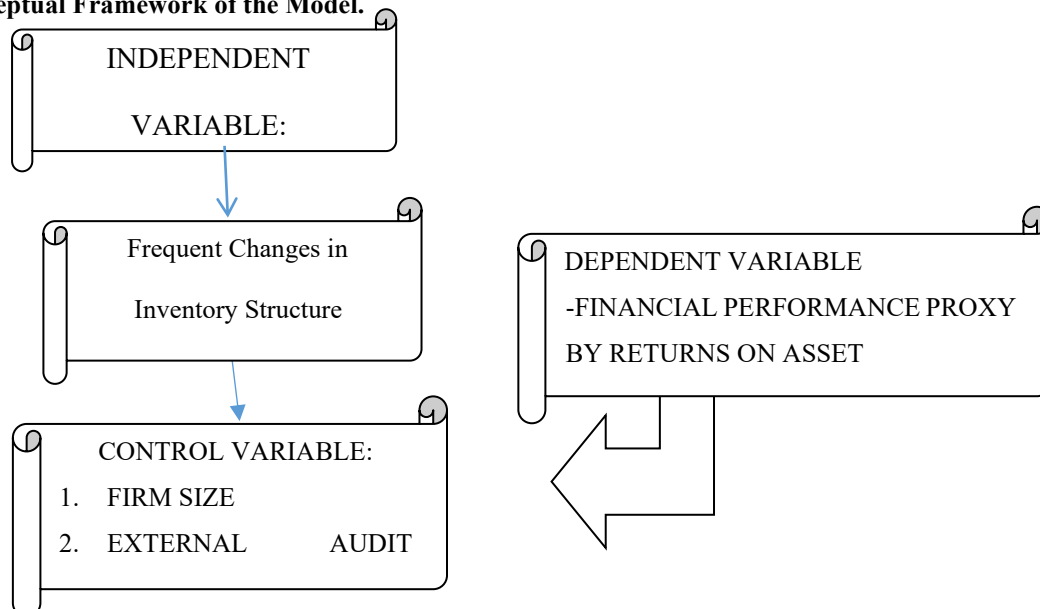 eptual Framework of the Model.
INDEPENDENT
VARIABLE:
Frequent Changes in
Inventory Structure
CONTROL VARIABLE:
1. FIRM SIZE
2. EXTERNAL AUDIT
DEPENDENT VARIABLE
-FINANCIAL PERFORMANCE PROXY
BY RETURNS ON ASSET